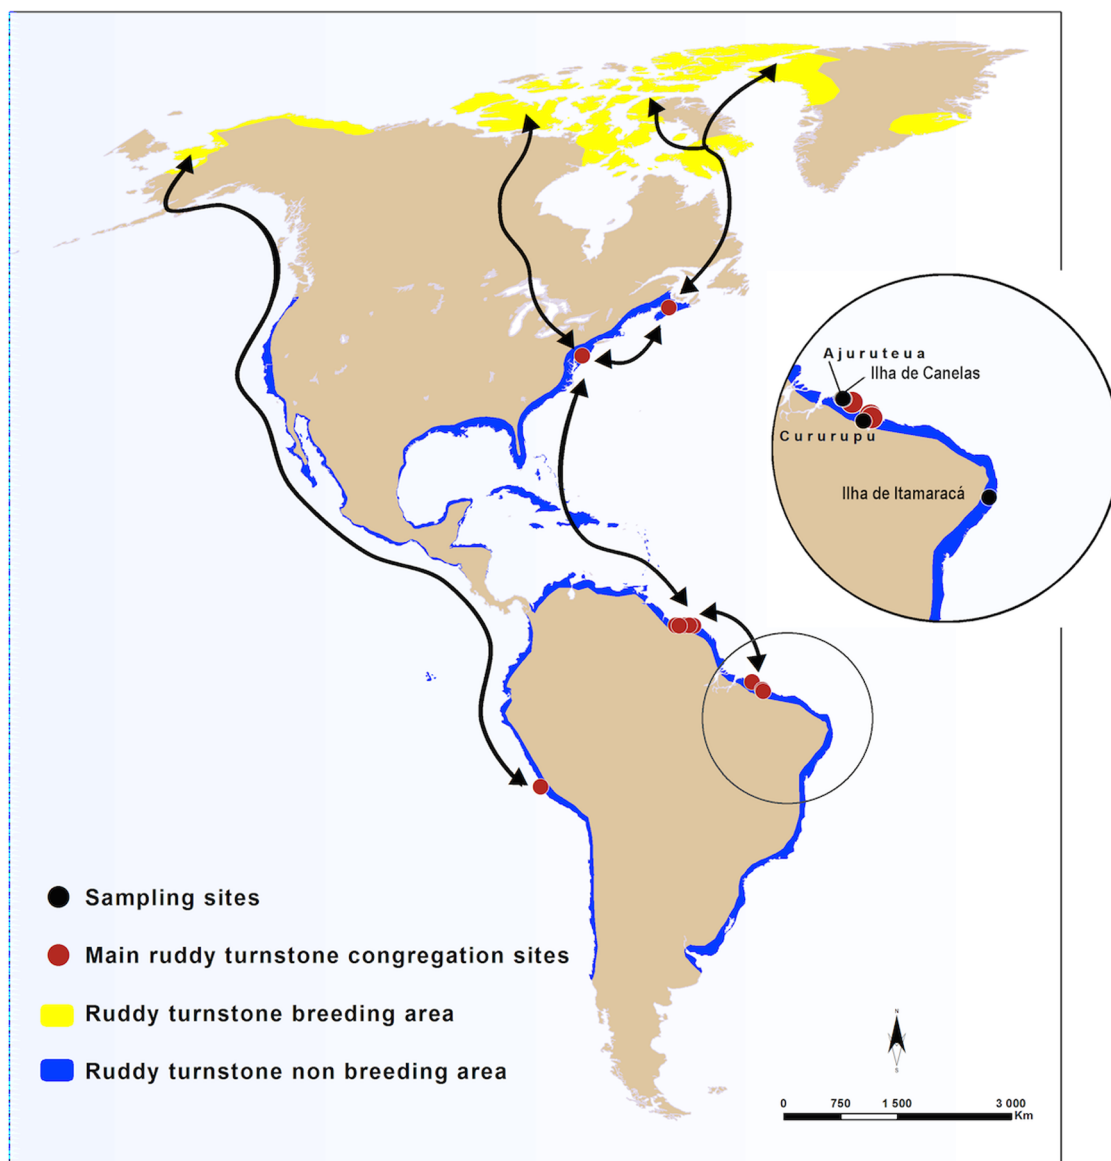 Ajuruteua
Ilha de Canelas
Cururupu
Ilha de Itamaracá
Sampling sites
Main ruddy turnstone congregation sites
Ruddy turnstone breeding area
Ruddy turnstone non breeding area
N
S
0 750 1 500 3 000
Km